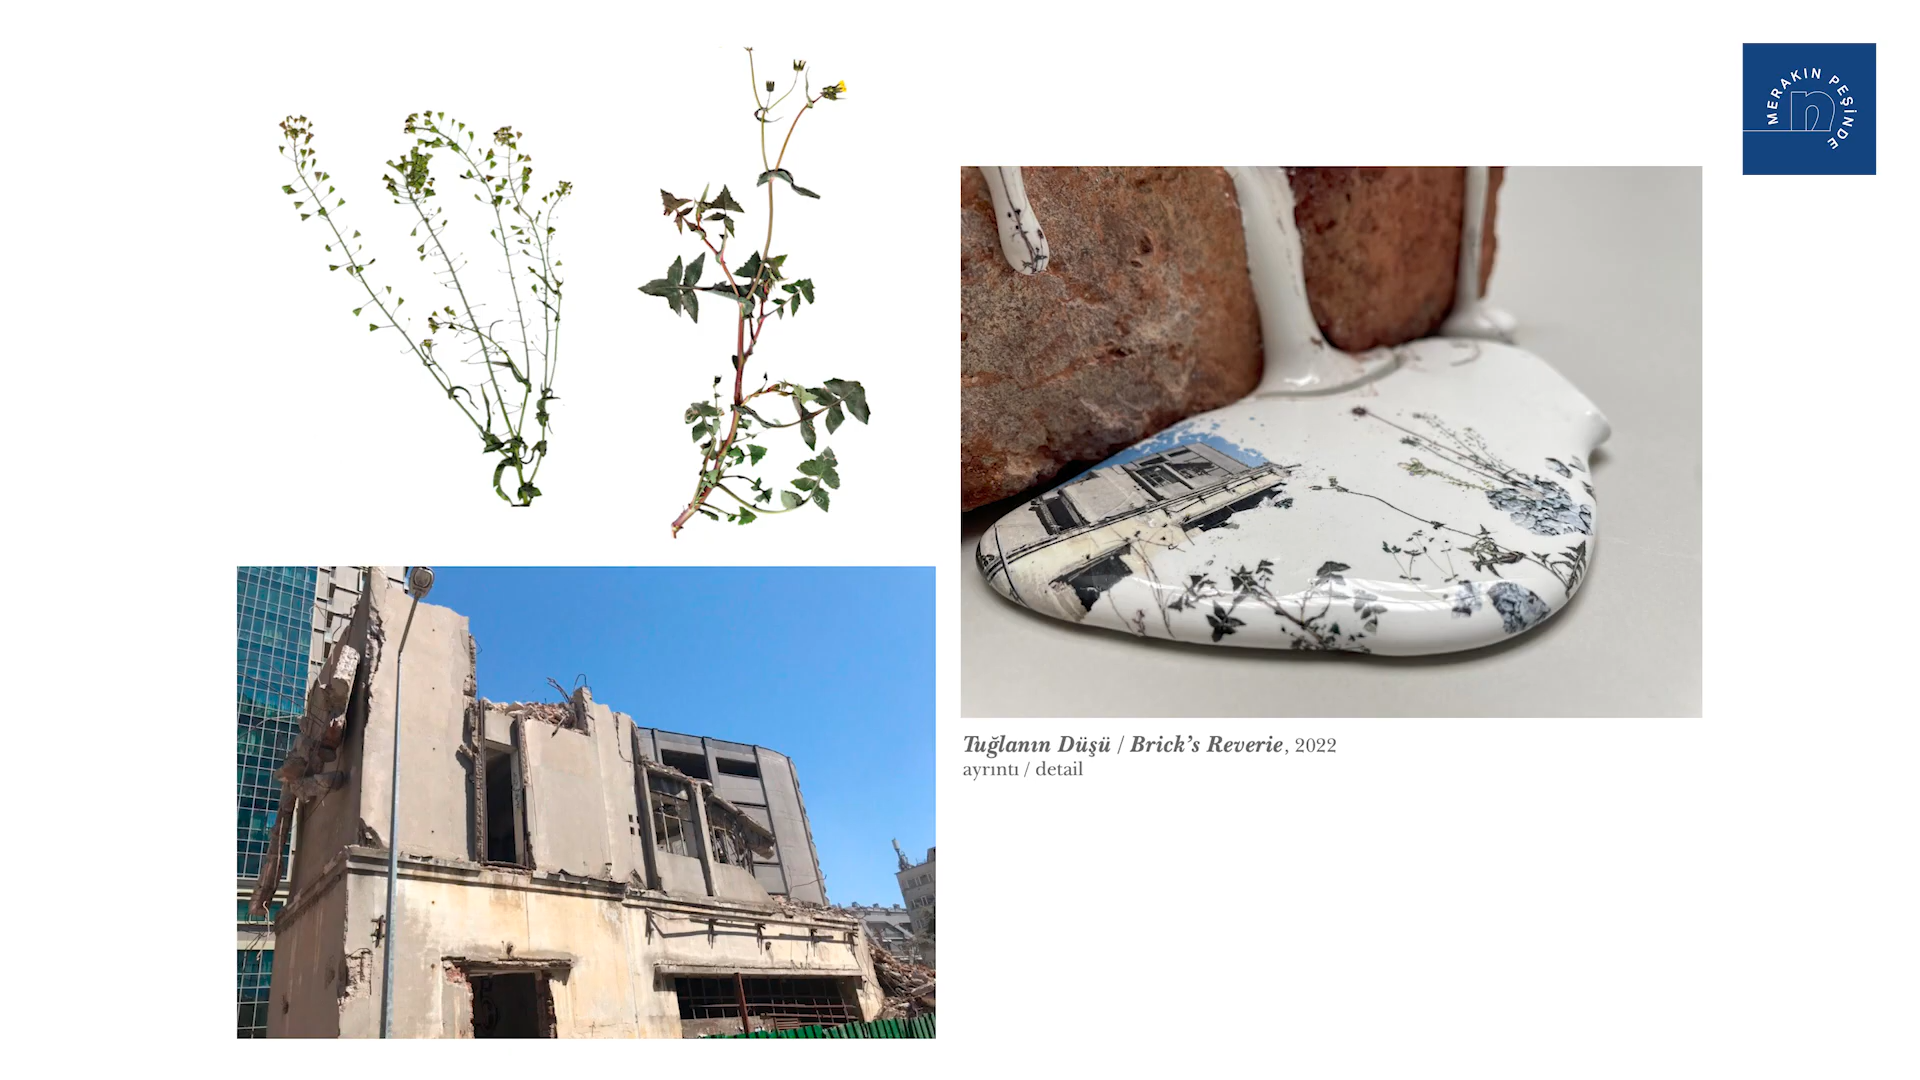 MERAKIN PEŞİNDE
n
Tuğlanın Düşü / Brick’s Reverie, 2022
ayrıntı / detail